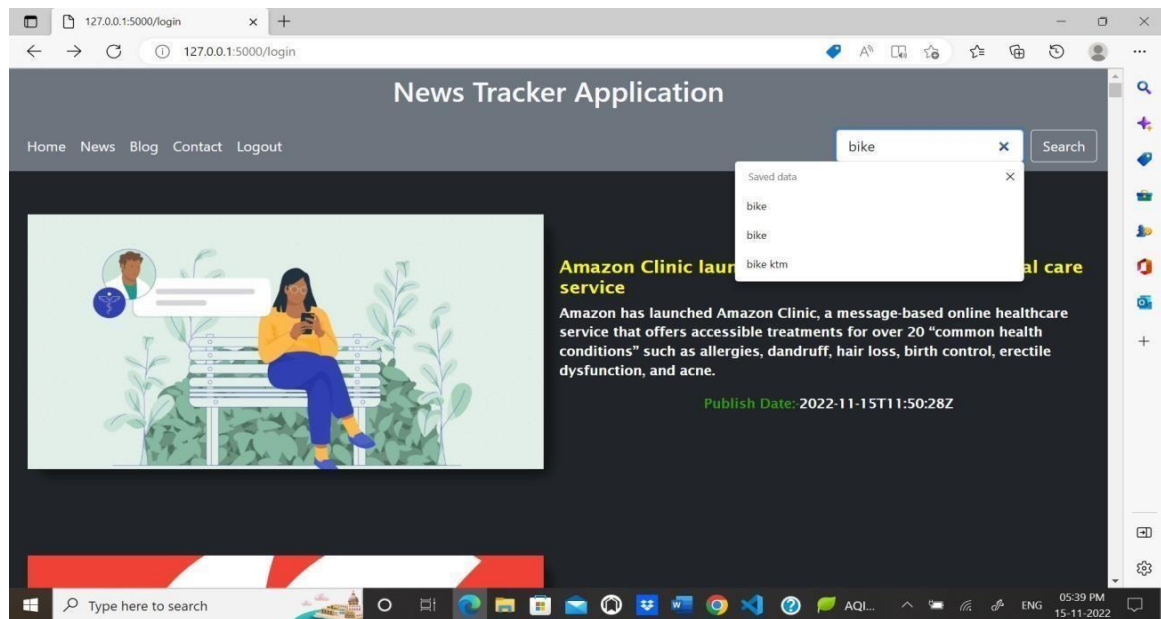 127.0.0.1:5000/login
127.0.0.1:5000/login
News Tracker Application
Home News Blog Contact Logout
bike
Search
Saved data
bike
bike
bike ktm
Amazon Clinic laun al care
service
Amazon has launched Amazon Clinic, a message-based online healthcare
service that offers accessible treatments for over 20 “common health
conditions” such as allergies, dandruff, hair loss, birth control, erectile
dysfunction, and acne.
Publish Date:-2022-11-15T11:50:28Z
Type here to search
AQI...
ENG
05:39 PM
15-11-2022